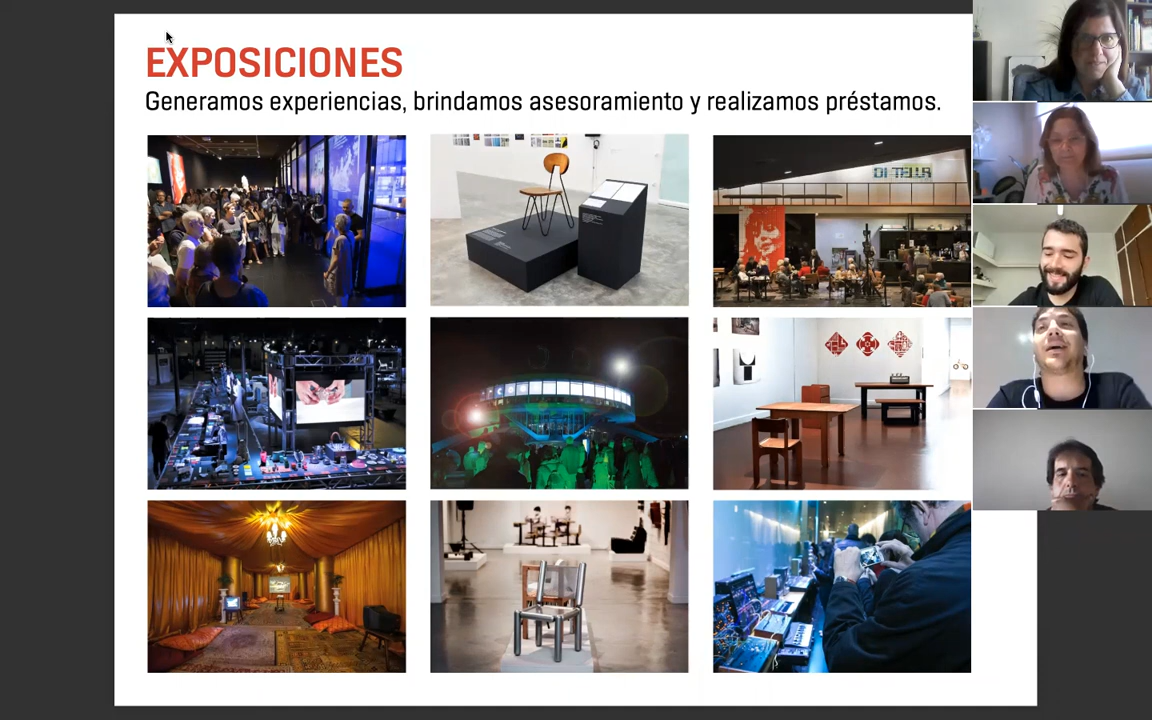 EXPOSICIONES
Generamos experiencias, brindamos asesoramiento y realizamos préstamos.
DI TELLA